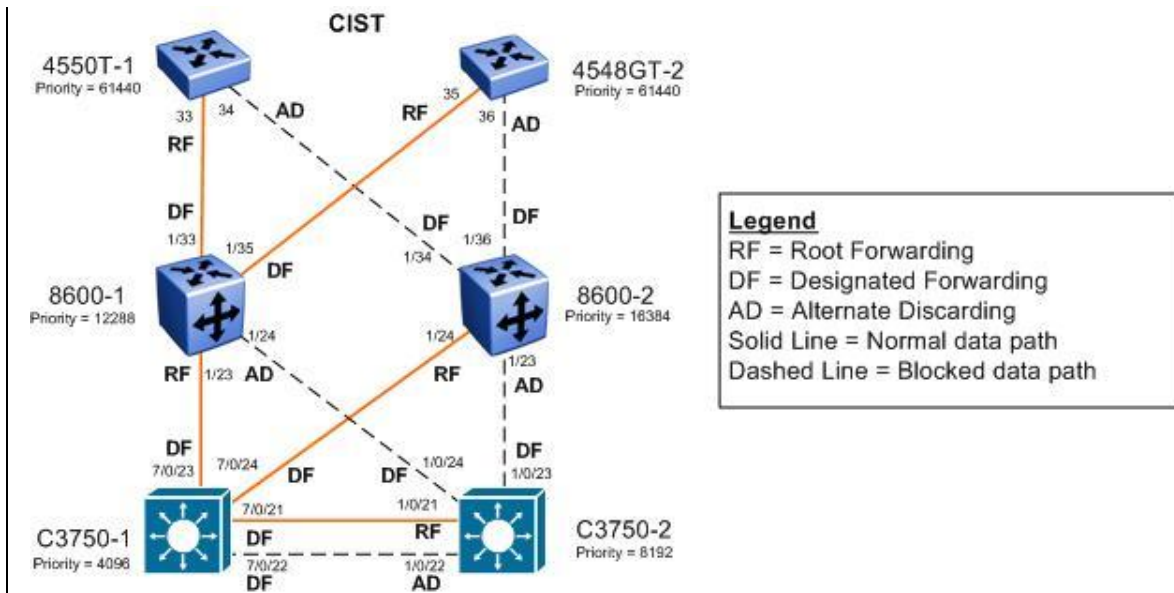 CIST
4550T-1
Priority = 61440
4548GT-2
Priority = 61440
33
34
AD
RF
35
36
RF
AD
DF
1/33
1/35
DF
DF
1/34
1/36
DF
8600-1
Priority = 12288
8600-2
Priority = 16384
1/24
AD
RF
1/23
1/24
RF
1/23
AD
DF
7/0/23
7/0/24
DF
DF
1/0/24
DF
1/0/23
7/0/21
1/0/21
C3750-1
Priority = 4096
DF
RF
7/0/22
1/0/22
DF
AD
C3750-2
Priority = 8192
Legend
RF = Root Forwarding
DF = Designated Forwarding
AD = Alternate Discarding
Solid Line = Normal data path
Dashed Line = Blocked data path